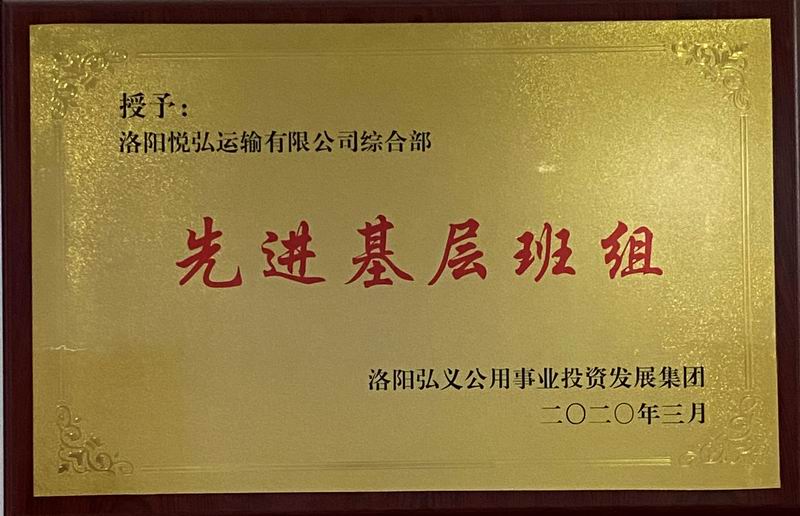 授予：
洛阳悦弘运输有限公司综合部
先进基层班组
洛阳弘义公用事业投资发展集团
二〇二〇年三月